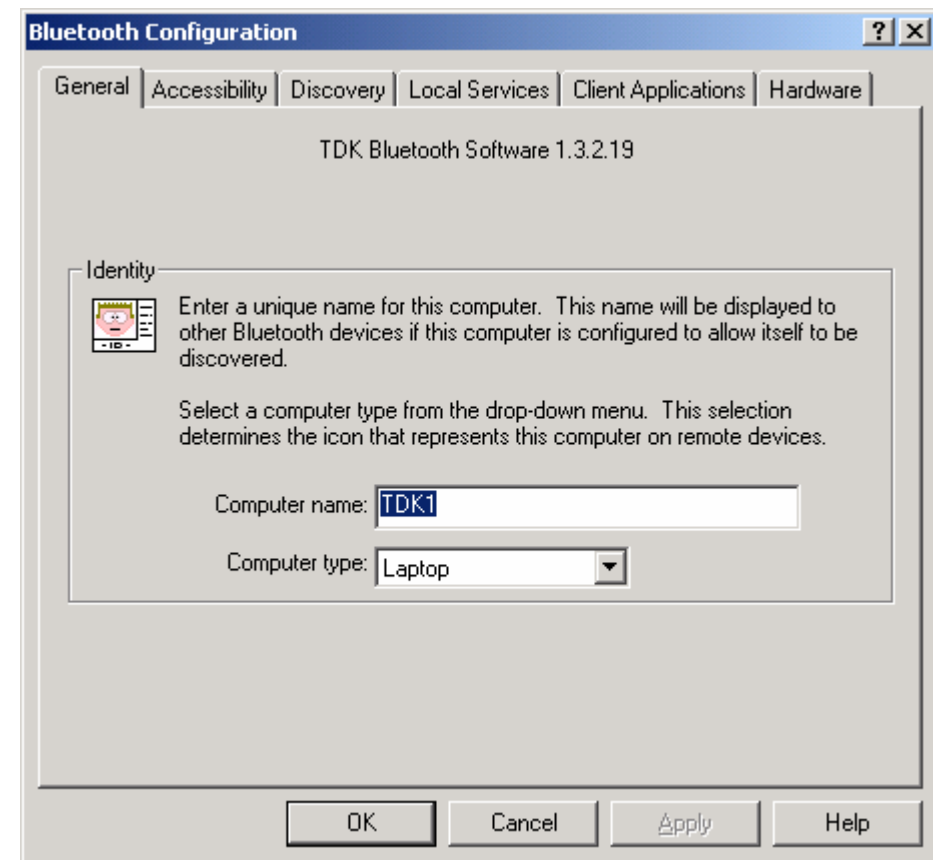 Bluetooth Configuration
General Accessibility Discovery Local Services Client Applications Hardware
TDK Bluetooth Software 1.3.2.19
Identity
Enter a unique name for this computer. This name will be displayed to
other Bluetooth devices if this computer is configured to allow itself to be
discovered.
Select a computer type from the drop-down menu. This selection
determines the icon that represents this computer on remote devices.
- ID -
Computer name: TDK1
Computer type: Laptop
OK Cancel Apply Help